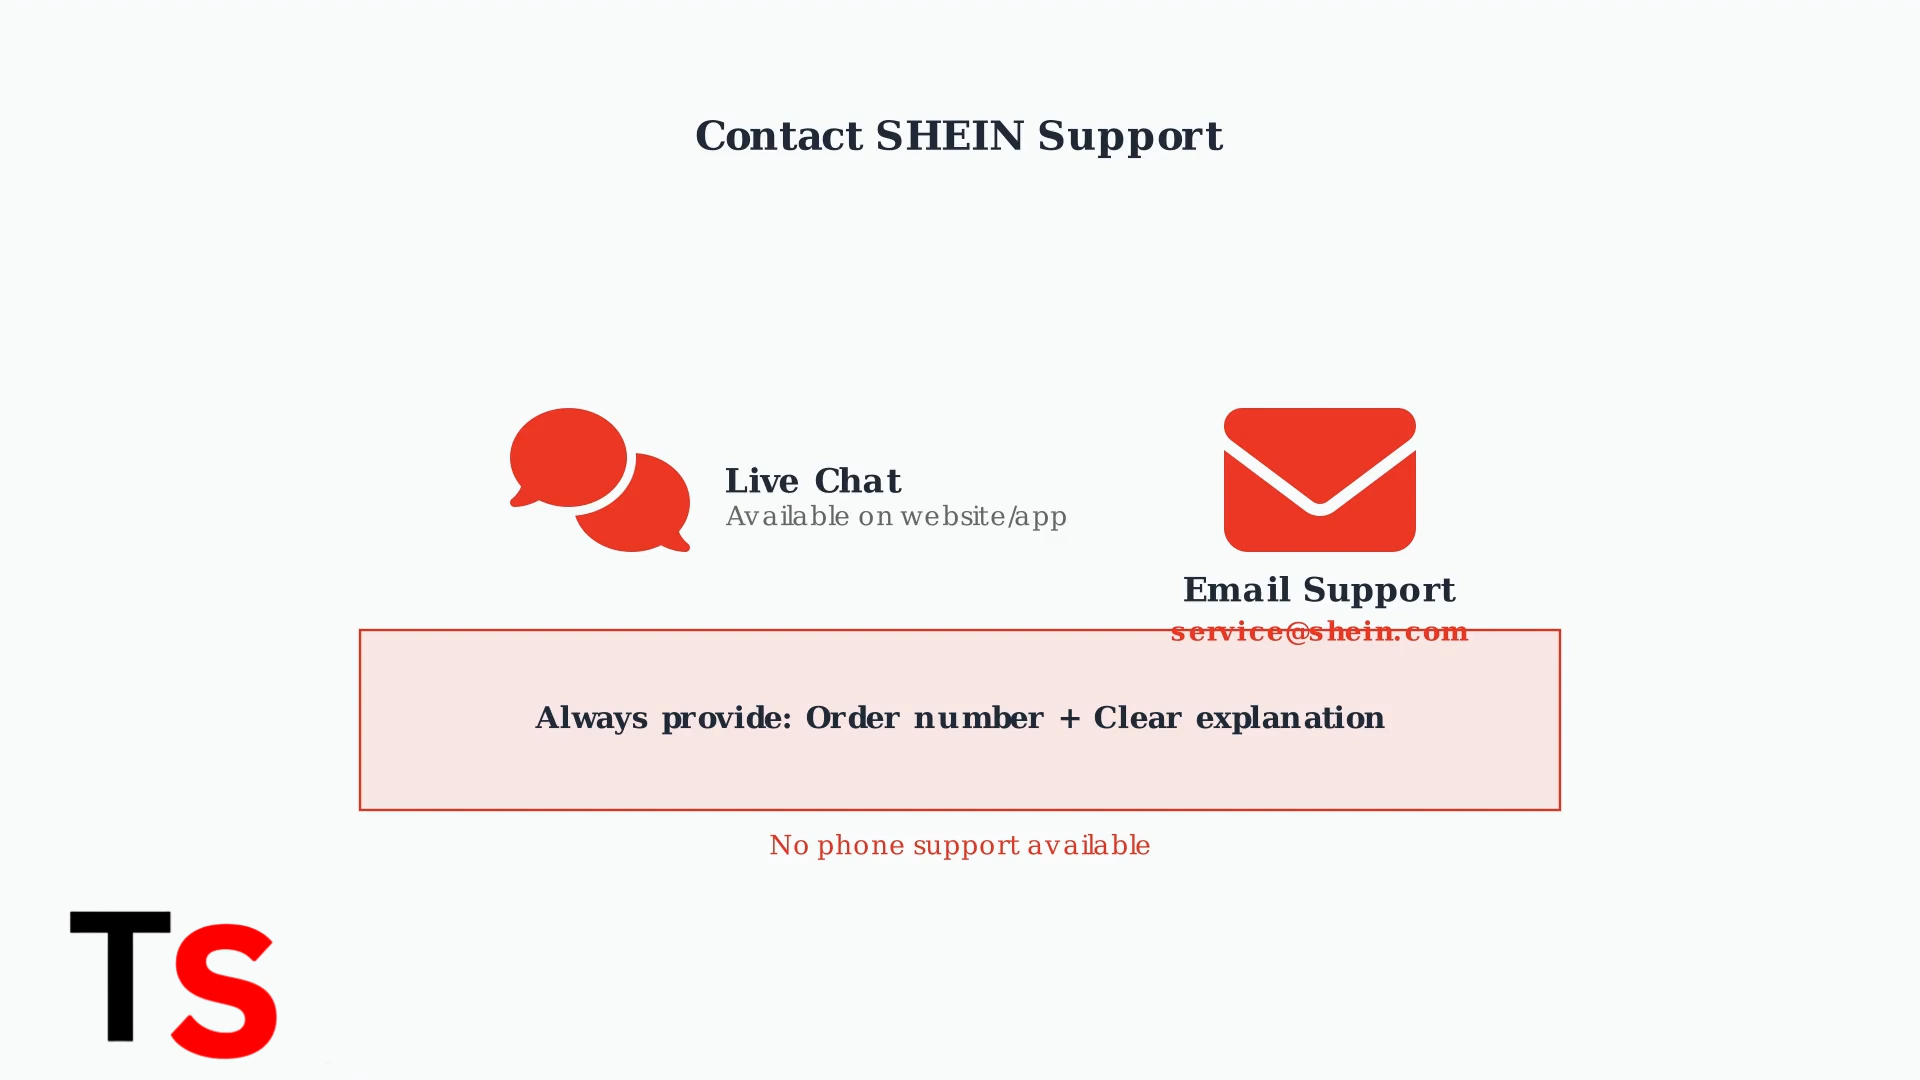 Contact SHEIN Support
Live Chat
Available on website/app
Email Support
service@shein.com
Always provide: Order number + Clear explanation
No phone support available
TS